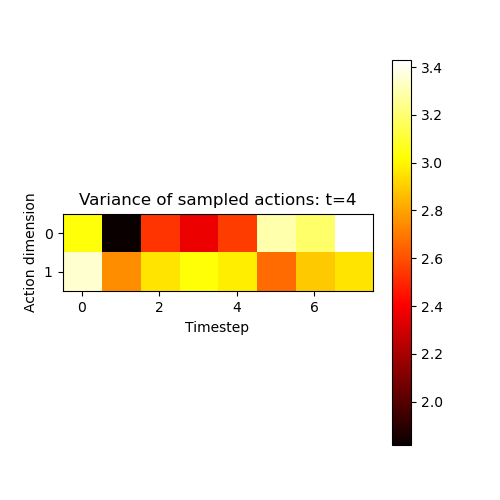 Variance of sampled actions: t=4
Action dimension
0
1
0 2 4 6
Timestep
3.4
3.2
3.0
2.8
2.6
2.4
2.2
2.0